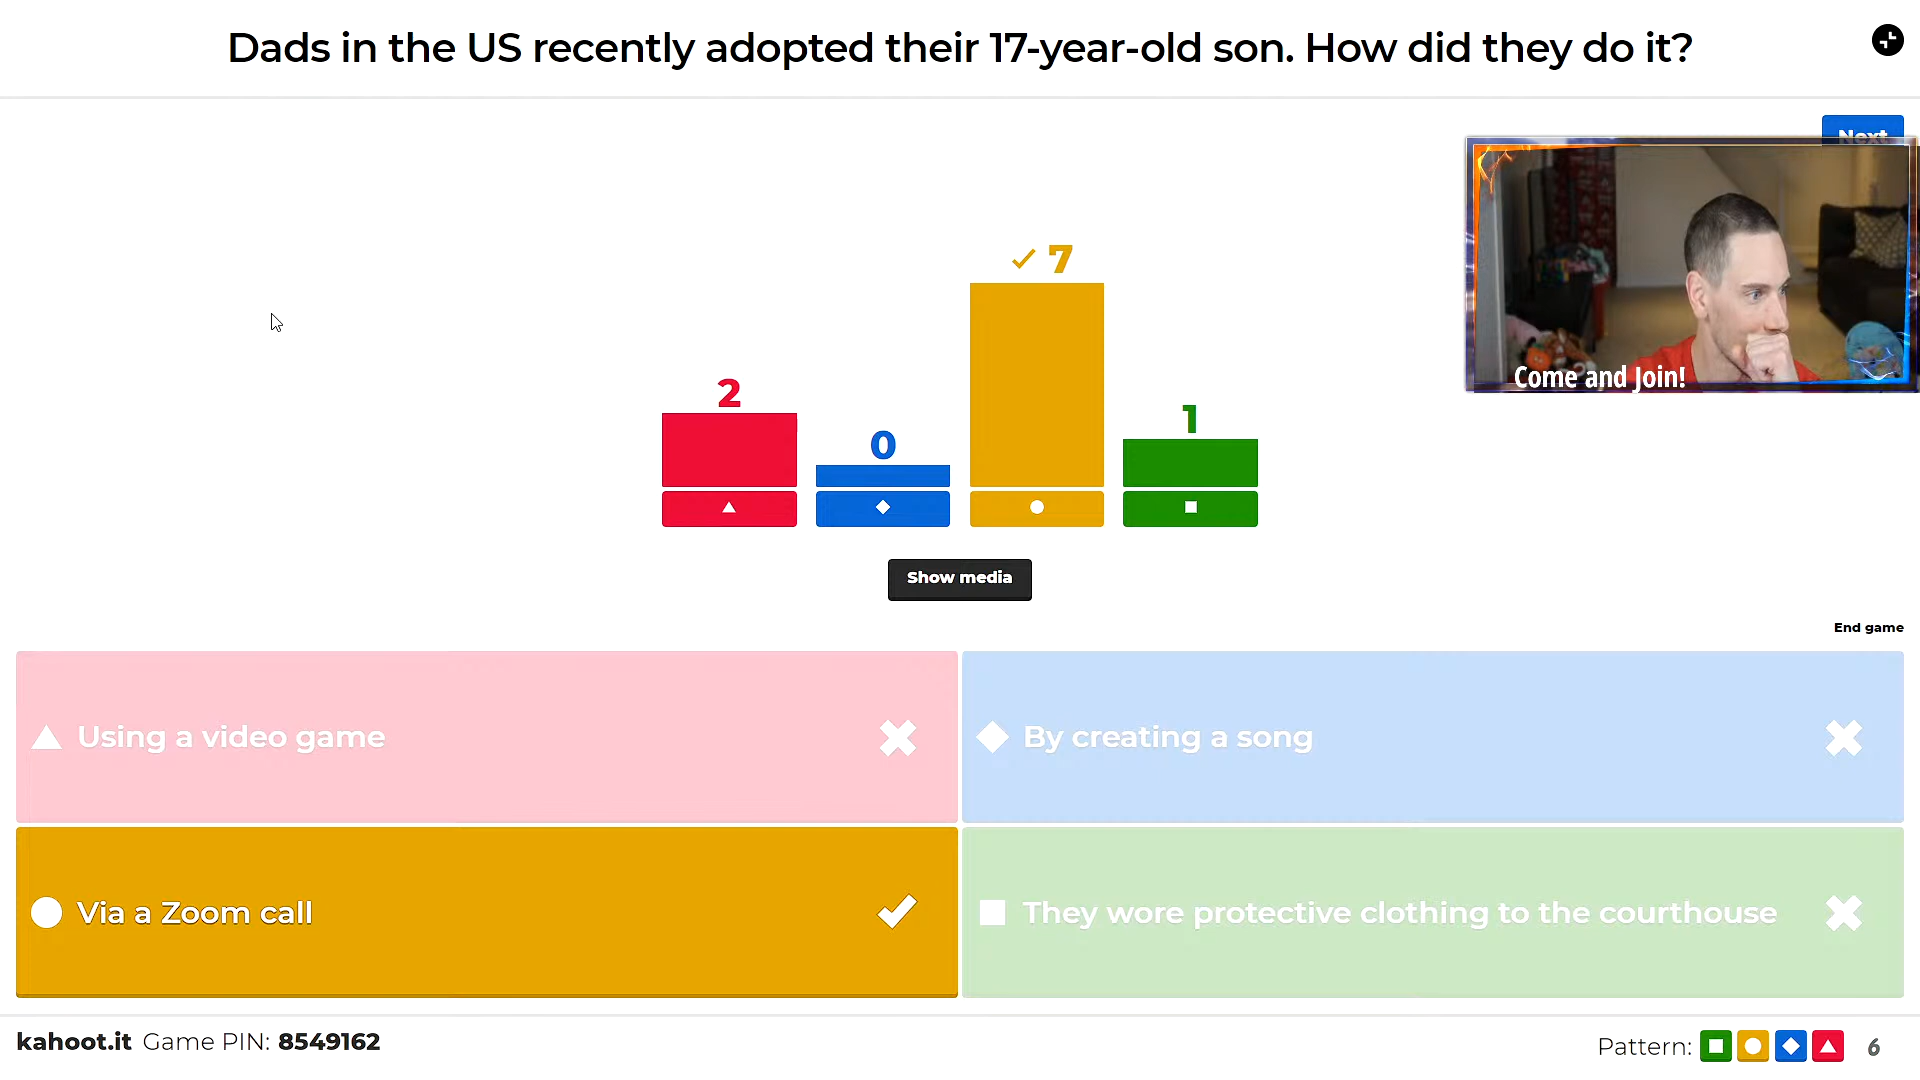 Dads in the US recently adopted their 17-year-old son. How did they do it?
Next
Come and Join!
7
2
0
1
Show media
End game
Using a video game
By creating a song
Via a Zoom call
They wore protective clothing to the courthouse
kahoot.it Game PIN: 8549162
Pattern: 6